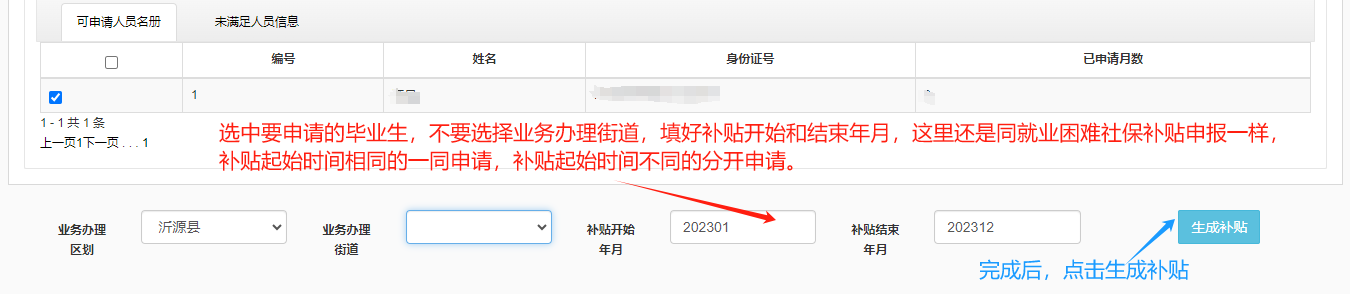 可申请人员名册 未满足人员信息
编号 姓名 身份证号 已申请月数
1
1 - 1 共 1 条
上一页1下一页 . . . 1
选中要申请的毕业生，不要选择业务办理街道，填好补贴开始和结束年月，这里还是同就业困难社保补贴申报一样，
补贴起始时间相同的一同申请，补贴起始时间不同的分开申请。
业务办理区划 沂源县 业务办理街道 补贴开始年月 202301 补贴结束年月 202312 生成补贴
完成后，点击生成补贴